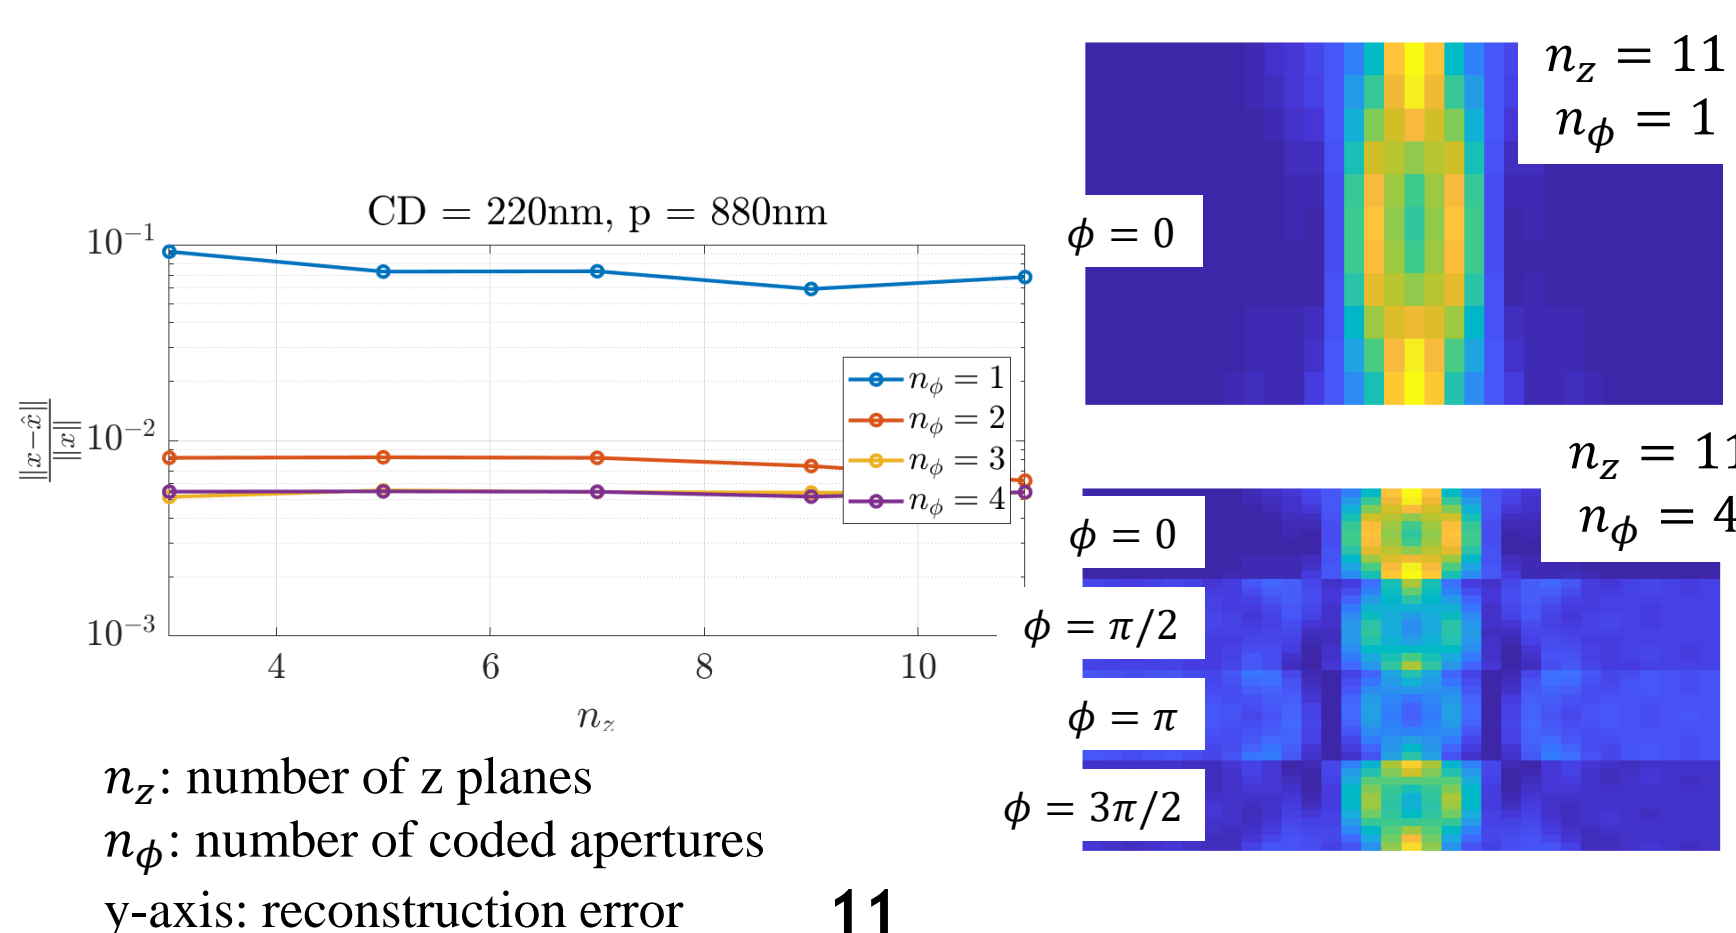 CD = 220nm, p = 880nm
10⁻¹
10⁻²
10⁻³
‖x−x̂‖
‖x‖
4 6 8 10
n_z
n_ϕ = 1
n_ϕ = 2
n_ϕ = 3
n_ϕ = 4
n_z: number of z planes
n_ϕ: number of coded apertures
y-axis: reconstruction error
11
n_z = 11
n_ϕ = 1
ϕ = 0
n_z = 11
n_ϕ = 4
ϕ = 0
ϕ = π/2
ϕ = π
ϕ = 3π/2